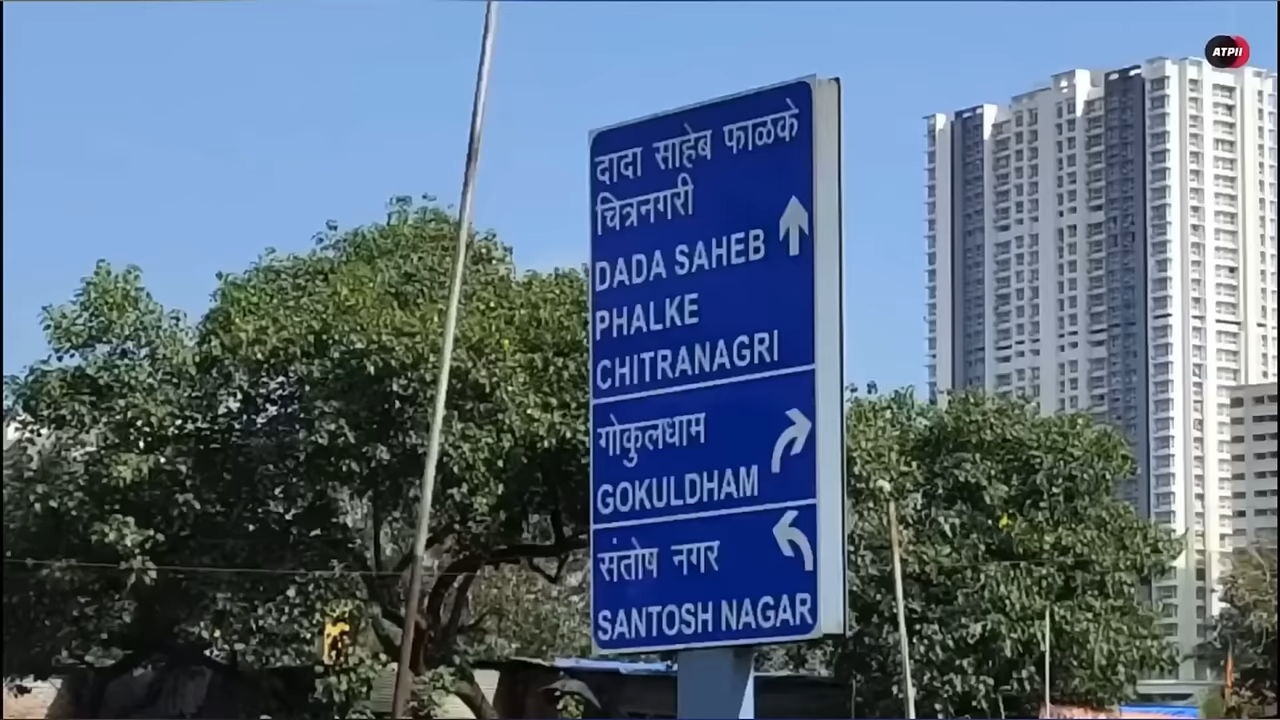 ATPII
दादा साहेब फाळके
चित्रनगरी
DADA SAHEB
PHALKE
CHITRANAGRI
गोकुलधाम
GOKULDHAM
संतोष नगर
SANTOSH NAGAR